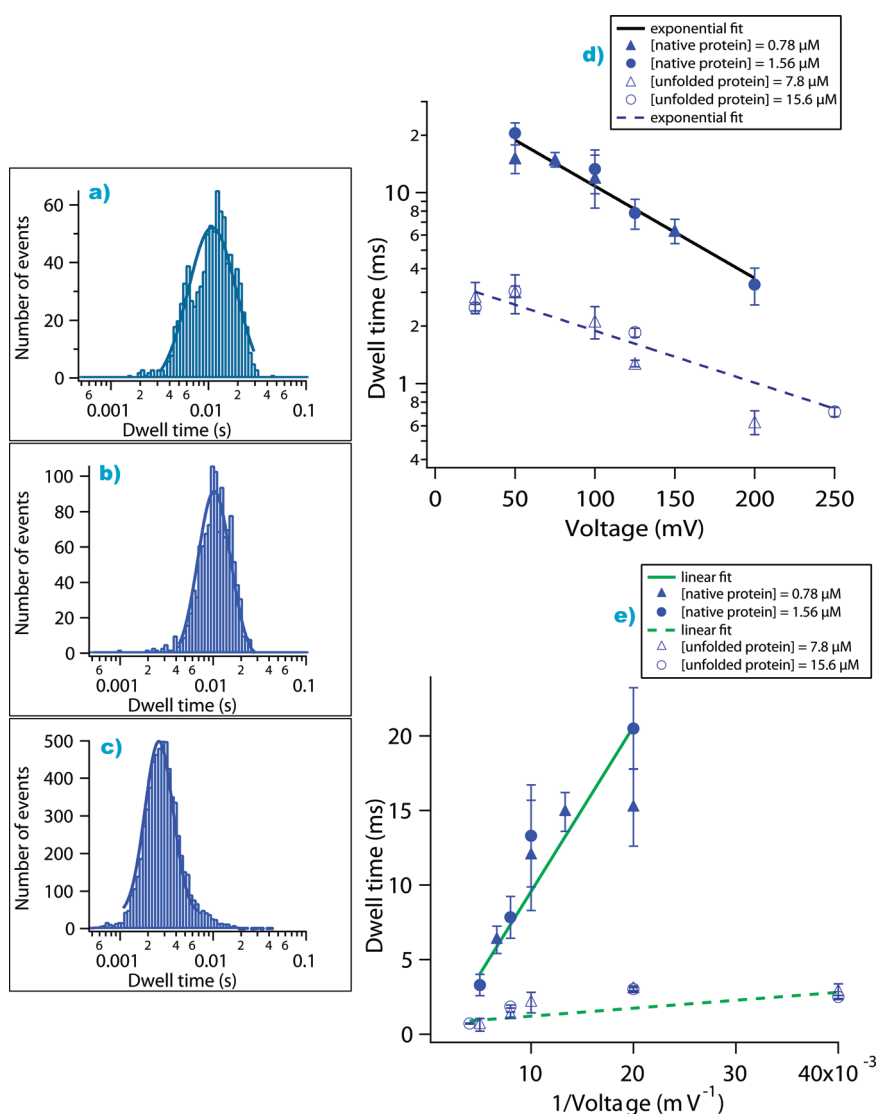 a)
Number of events
60
40
20
0
6
2
4
6
2
4
0.001
0.01
0.1
Dwell time (s)
b)
Number of events
100
80
60
40
20
0
6
2
4
6
2
4
6
0.001
0.01
0.1
Dwell time (s)
c)
Number of events
500
400
300
200
100
0
6
2
4
6
2
4
6
0.001
0.01
0.1
Dwell time (s)
d)
exponential fit
[native protein] = 0.78 µM
[native protein] = 1.56 µM
[unfolded protein] = 7.8 µM
[unfolded protein] = 15.6 µM
exponential fit
Dwell time (ms)
2
10
8
6
4
2
1
8
6
4
0
50
100
150
200
250
Voltage (mV)
e)
linear fit
[native protein] = 0.78 µM
[native protein] = 1.56 µM
linear fit
[unfolded protein] = 7.8 µM
[unfolded protein] = 15.6 µM
Dwell time (ms)
20
15
10
5
0
10
20
30
40x10⁻³
1/Voltage (m V⁻¹)